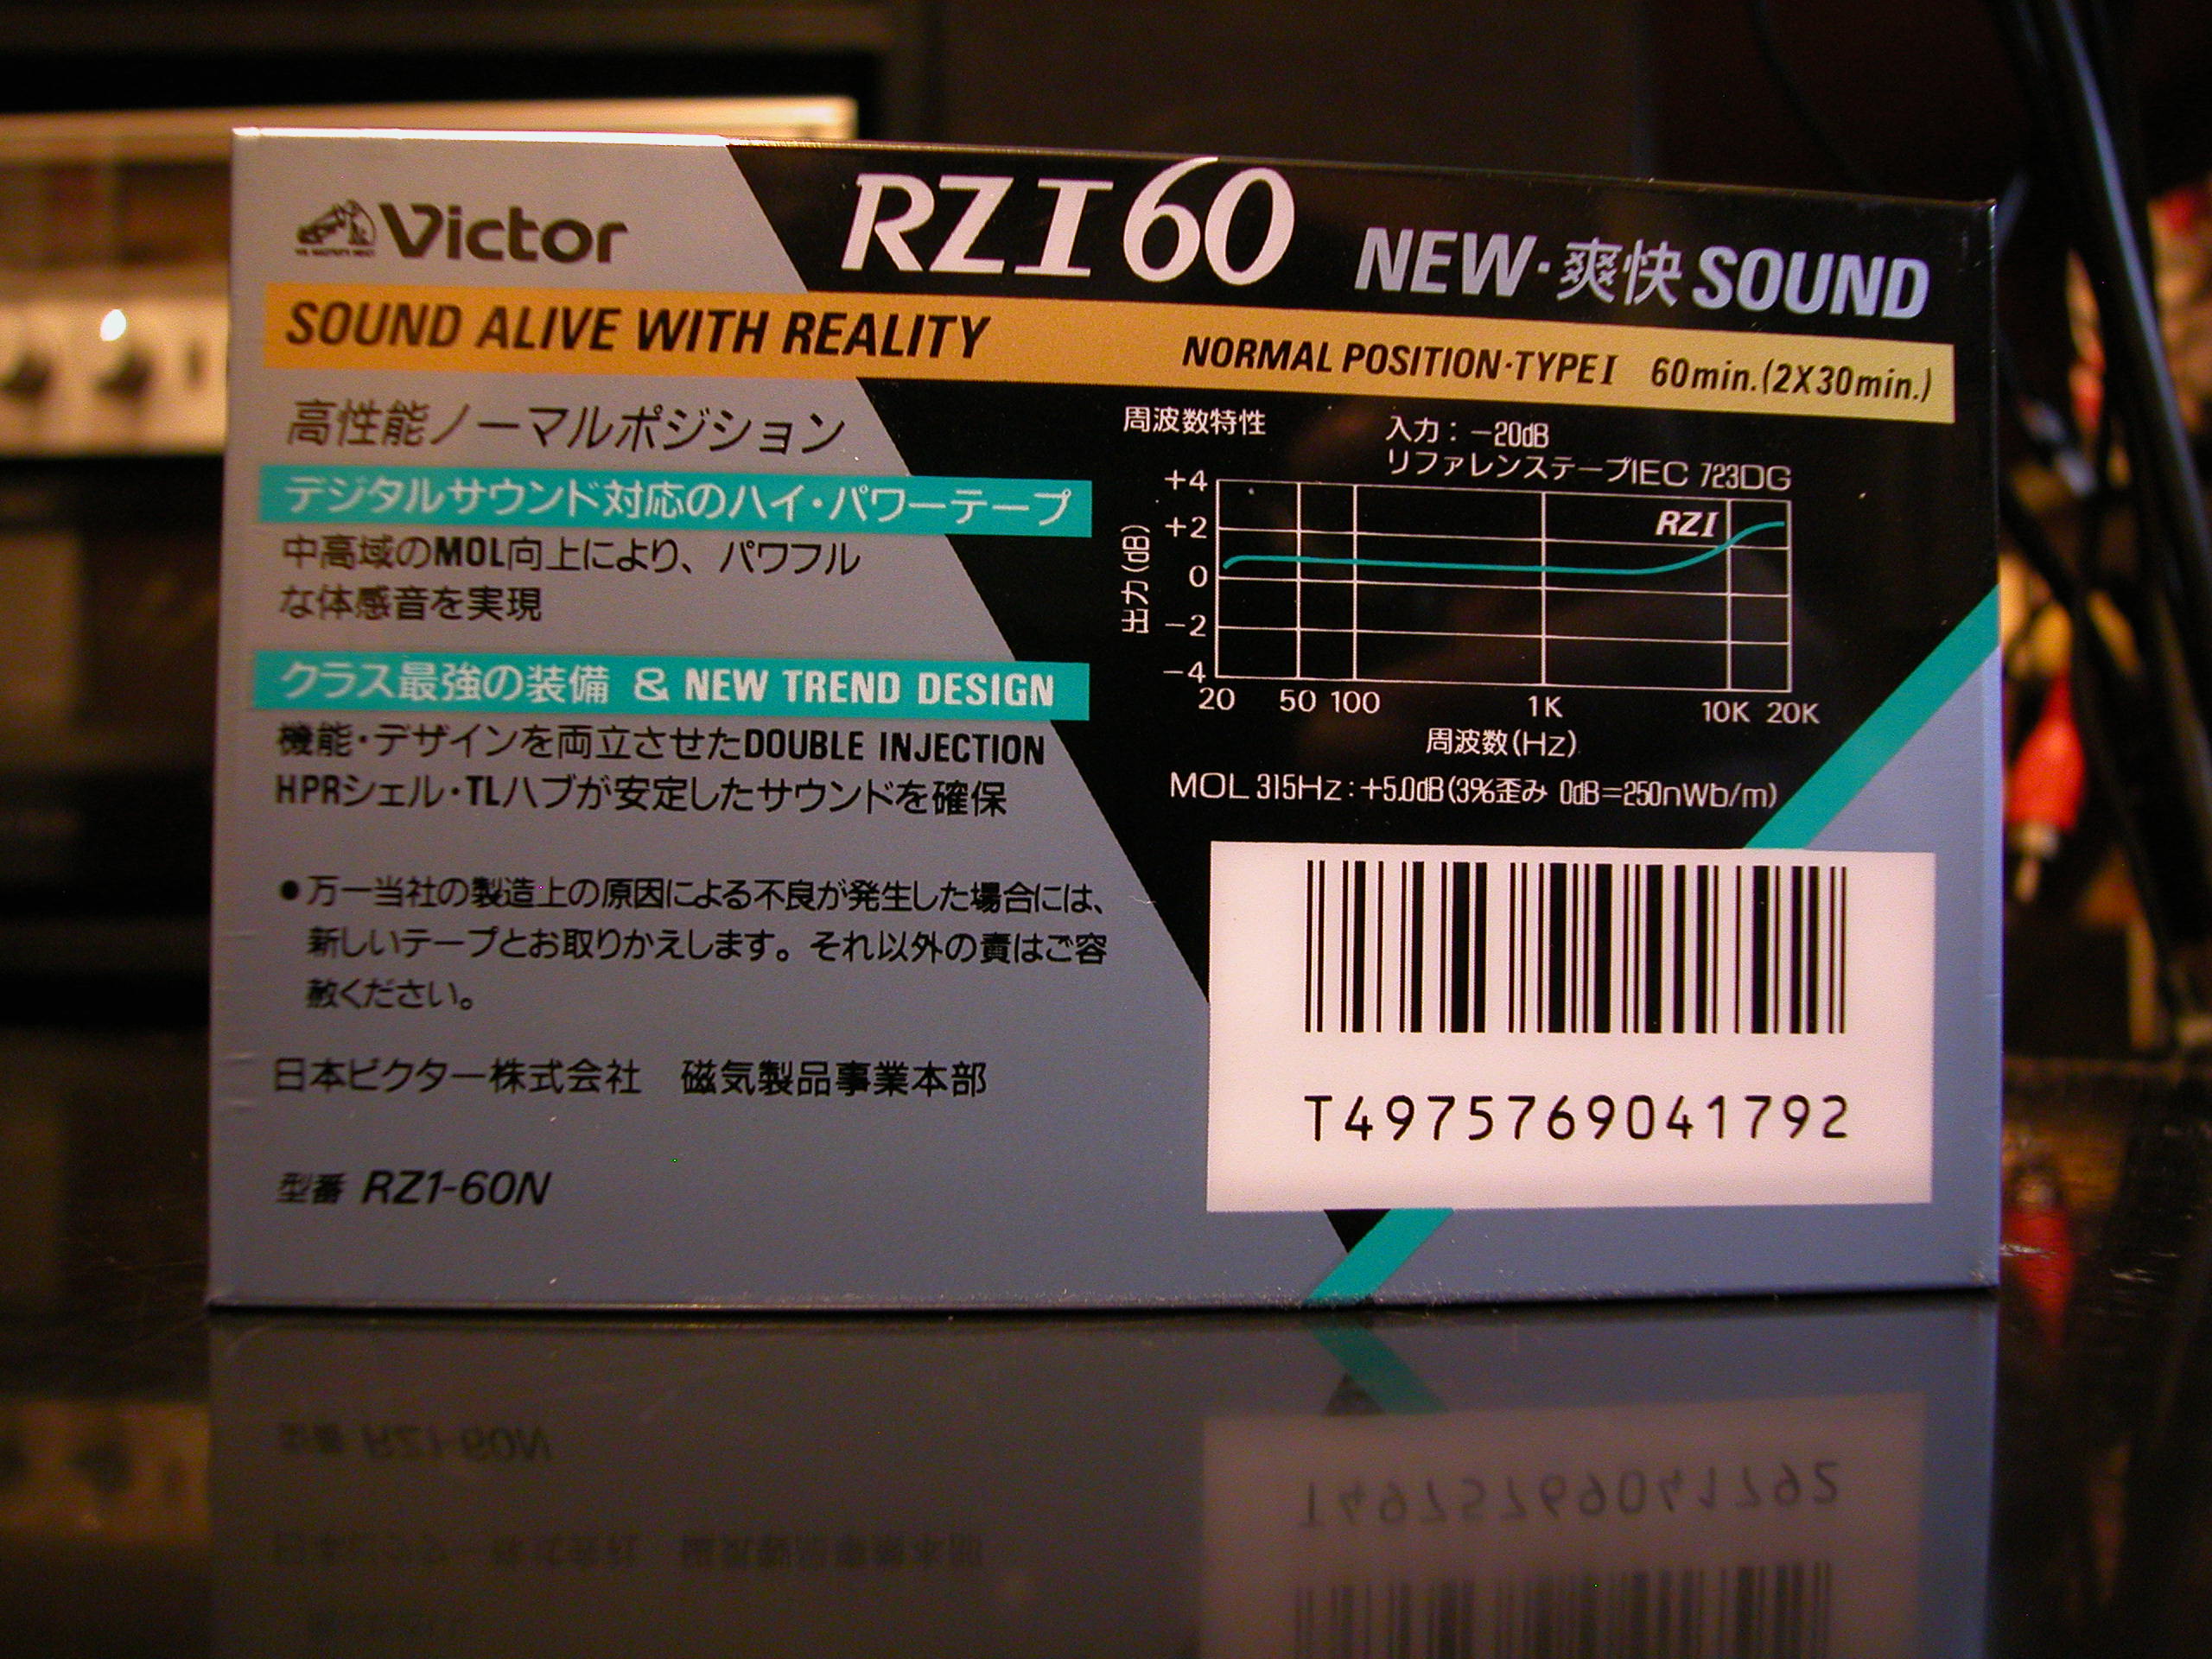 Victor
RZI60
NEW・爽快SOUND
SOUND ALIVE WITH REALITY
NORMAL POSITION・TYPE I 60min.(2X30min.)
高性能ノーマルポジション
デジタルサウンド対応のハイ・パワーテープ
中高域のMOL向上により、パワフル
な体感音を実現
クラス最強の装備 & NEW TREND DESIGN
機能・デザインを両立させたDOUBLE INJECTION
HPRシェル・TLハブが安定したサウンドを確保
●万一当社の製造上の原因による不良が発生した場合には、
新しいテープとお取りかえします。それ以外の責はご容
赦ください。
日本ビクター株式会社 磁気製品事業本部
型番 RZ1-60N
周波数特性
入力：−20dB
リファレンステープIEC 723DG
出力(dB)
+4
+2
0
−2
−4
RZI
20 50 100 1K 10K 20K
周波数(Hz)
MOL 315Hz：+5.0dB(3%歪み 0dB=250nWb/m)
T4975769041792